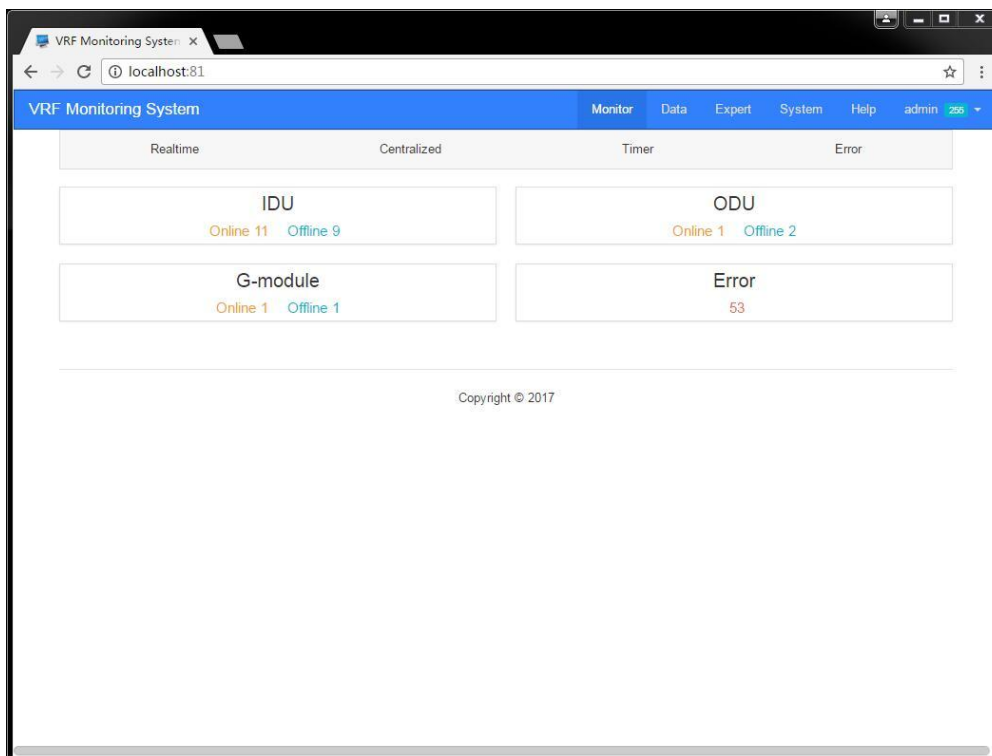 VRF Monitoring System
localhost:81
VRF Monitoring System Monitor Data Expert System Help admin 255
Realtime Centralized Timer Error
IDU
Online 11 Offline 9
ODU
Online 1 Offline 2
G-module
Online 1 Offline 1
Error
53
Copyright © 2017